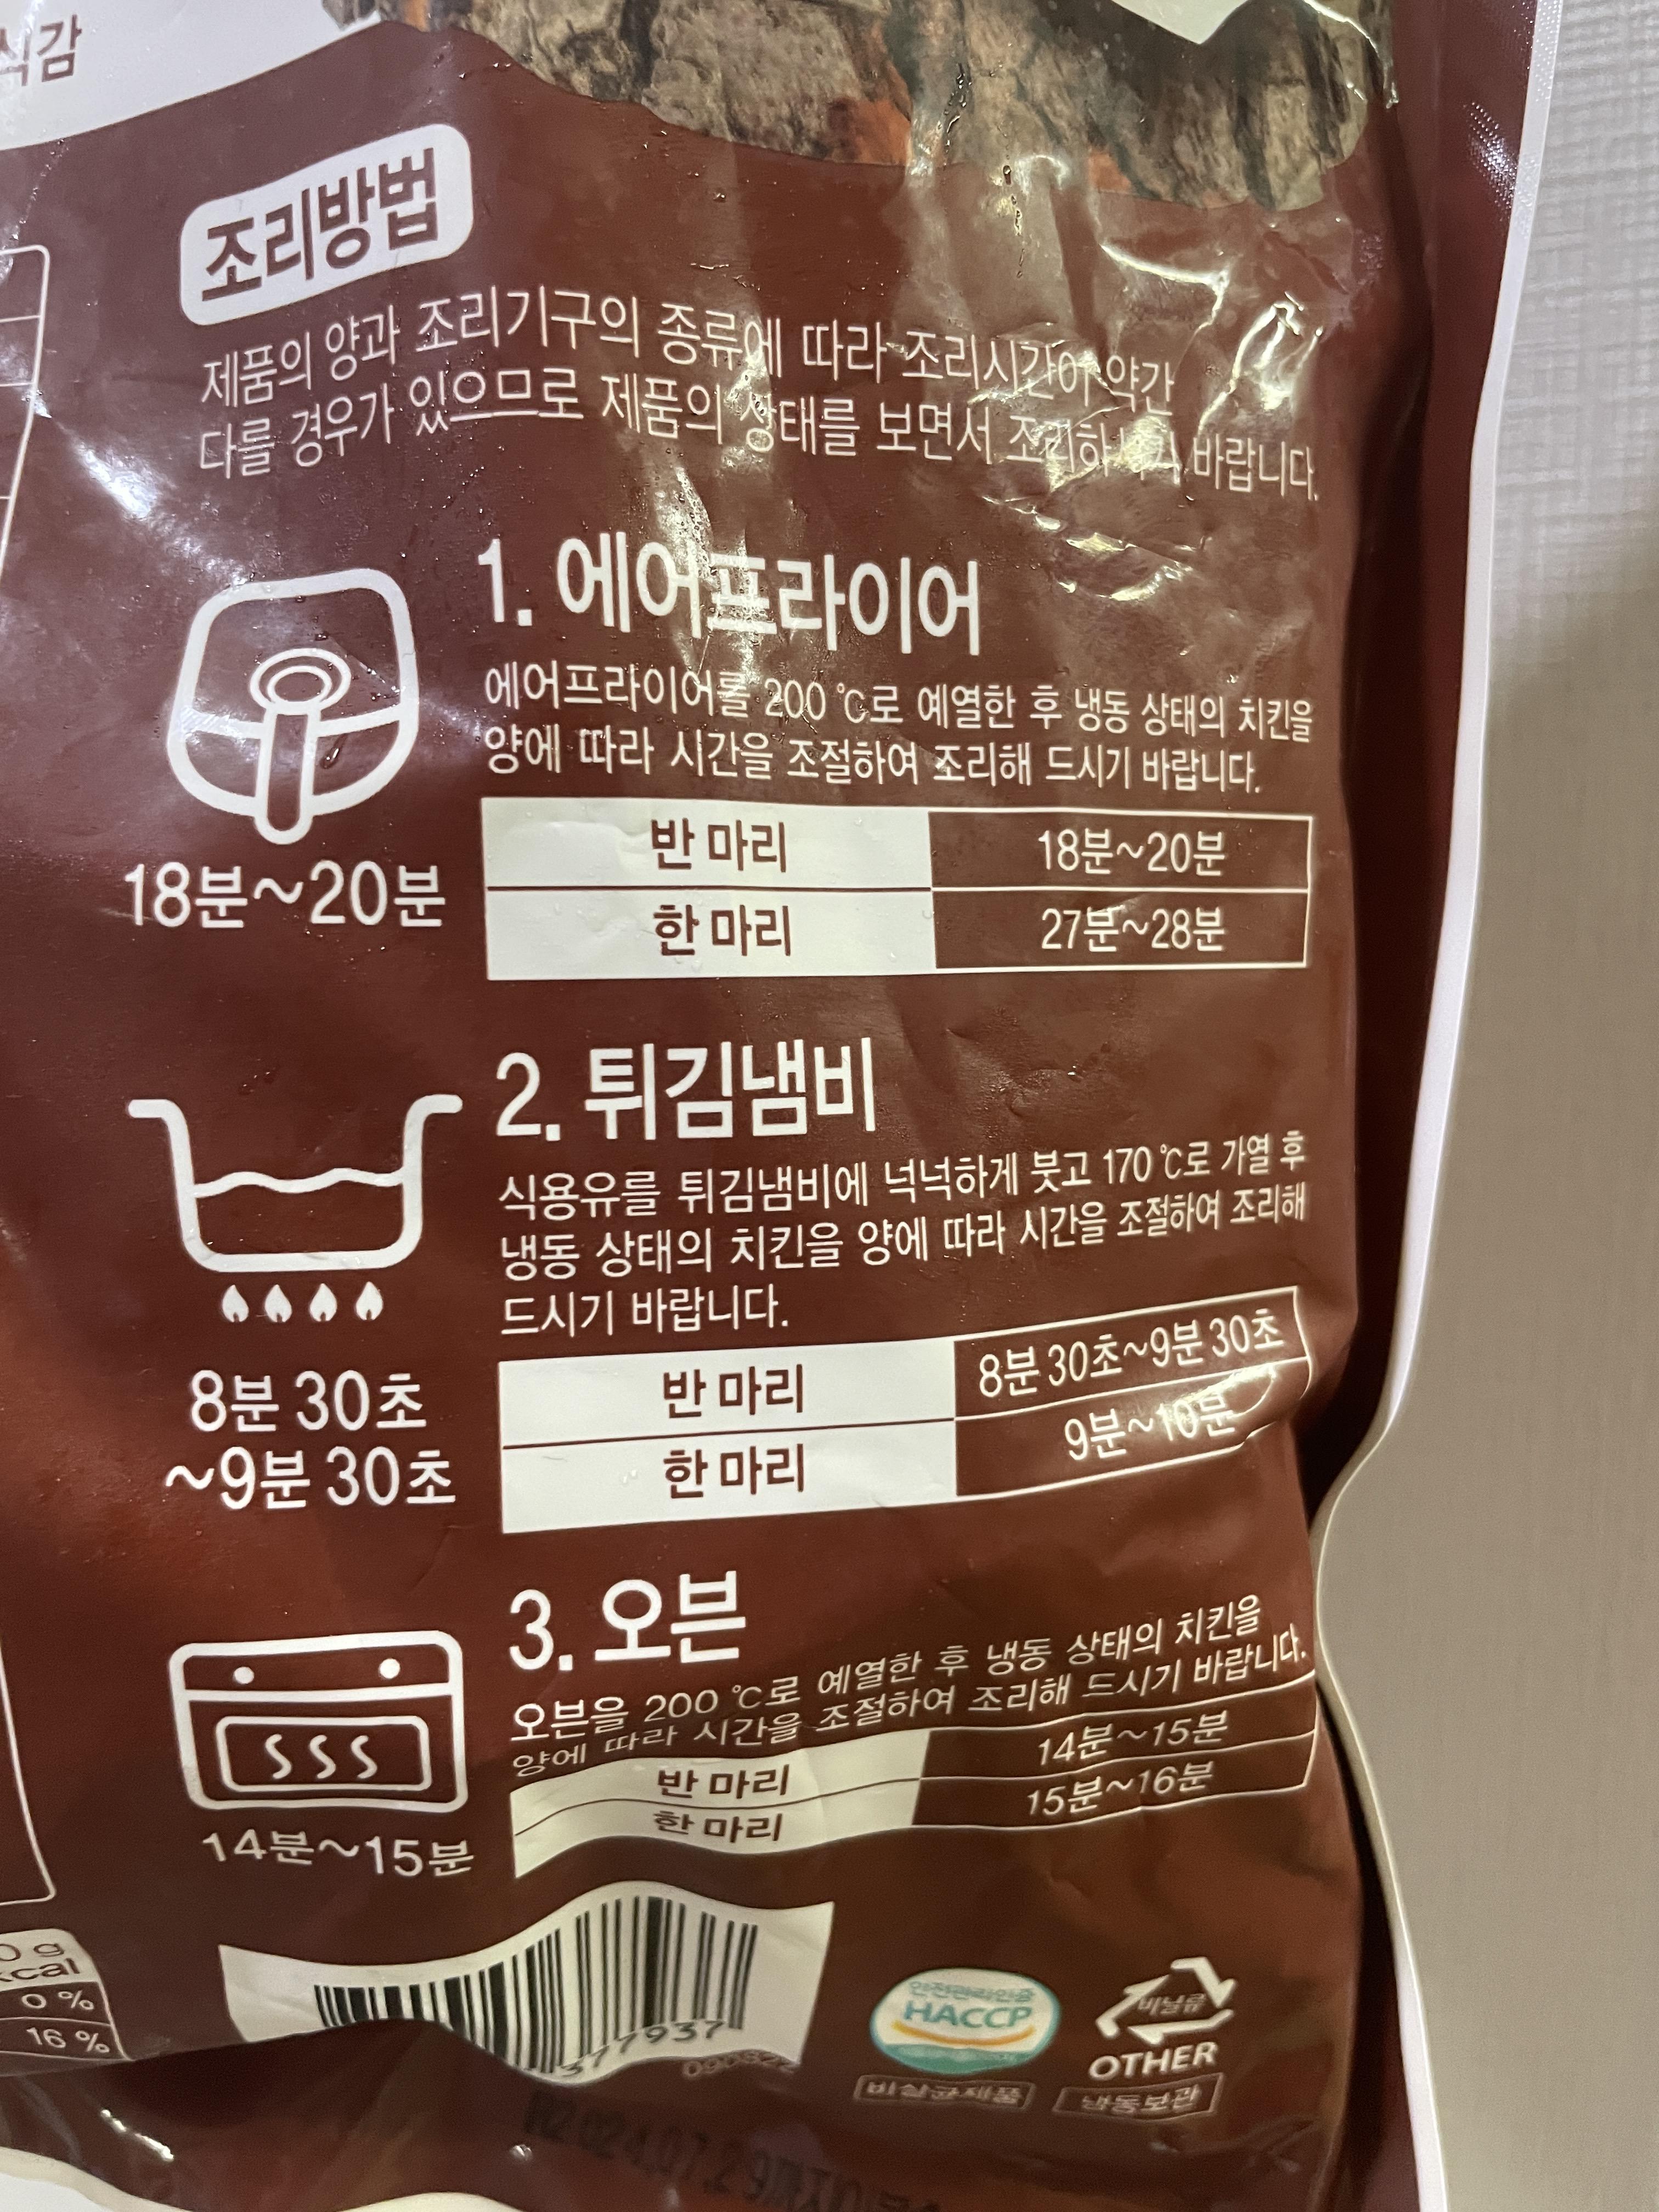 식감
조리방법
제품의 양과 조리기구의 종류에 따라 조리시간이 약간
다를 경우가 있으므로 제품의 상태를 보면서 조리하시기 바랍니다.
1. 에어프라이어
에어프라이어를 200 ℃로 예열한 후 냉동 상태의 치킨을
양에 따라 시간을 조절하여 조리해 드시기 바랍니다.
18분~20분
반 마리 18분~20분
한 마리 27분~28분
2. 튀김냄비
식용유를 튀김냄비에 넉넉하게 붓고 170 ℃로 가열 후
냉동 상태의 치킨을 양에 따라 시간을 조절하여 조리해
드시기 바랍니다.
8분 30초
~9분 30초
반 마리 8분 30초~9분 30초
한 마리 9분~10분
3. 오븐
오븐을 200 ℃로 예열한 후 냉동 상태의 치킨을
양에 따라 시간을 조절하여 조리해 드시기 바랍니다.
14분~15분
반 마리 14분~15분
한 마리 15분~16분
0 g
kcal
0 %
16 %
377937
안전관리인증
HACCP
비살균제품
비닐류
OTHER
냉동보관